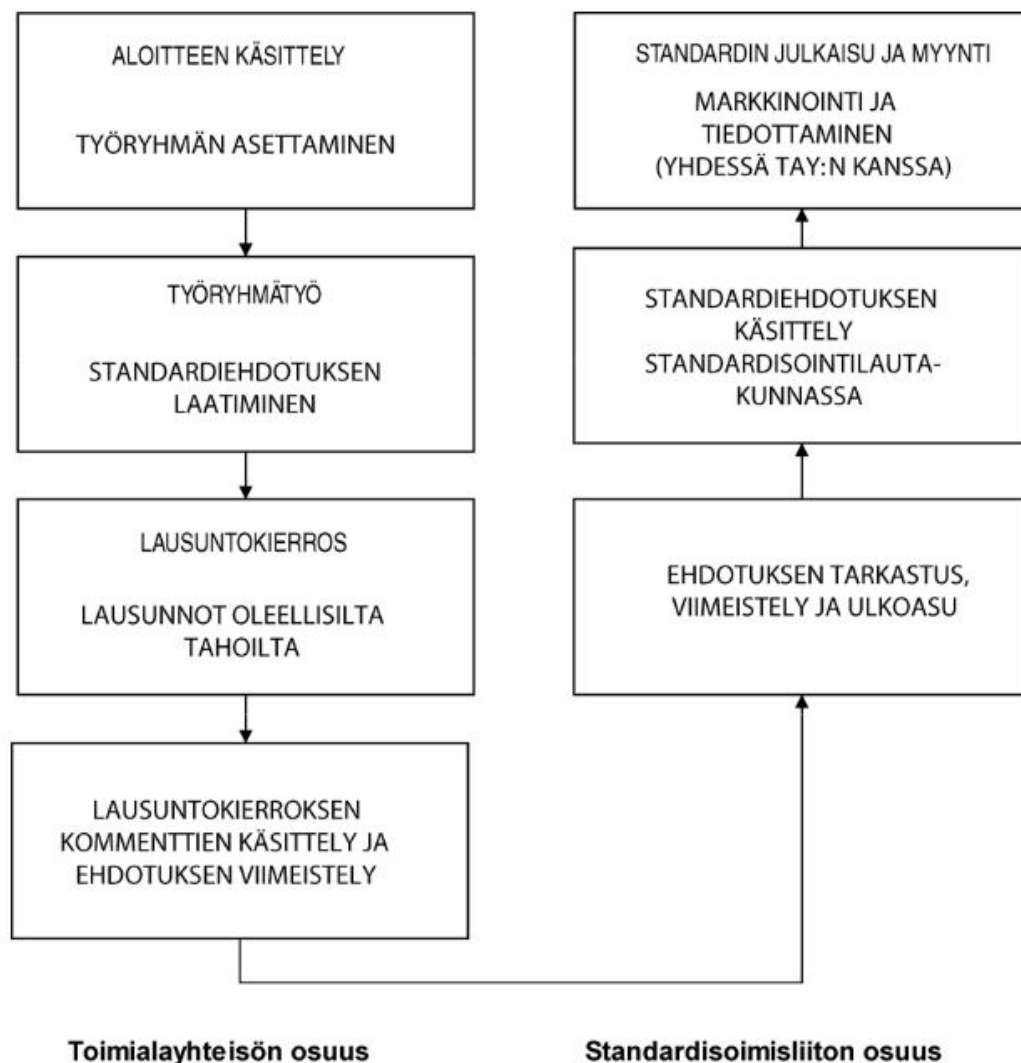 ALOITTEEN KÄSITTELY
TYÖRYHMÄN ASETTAMINEN
TYÖRYHMÄTYÖ
STANDARDIEHDOTUKSEN
LAATIMINEN
LAUSUNTOKIERROS
LAUSUNNOT OLEELLISILTA
TAHOILTA
LAUSUNTOKIERROKSEN
KOMMENTTIEN KÄSITTELY JA
EHDOTUKSEN VIIMEISTELY
STANDARDIN JULKAISU JA MYYNTI
MARKKINOINTI JA
TIEDOTTAMINEN
(YHDESSÄ TAY:N KANSSA)
STANDARDIEHDOTUKSEN
KÄSITTELY
STANDARDISOINTILAUTA-
KUNNASSA
EHDOTUKSEN TARKASTUS,
VIIMEISTELY JA ULKOASU
Toimialayhteisön osuus
Standardisoimisliiton osuus